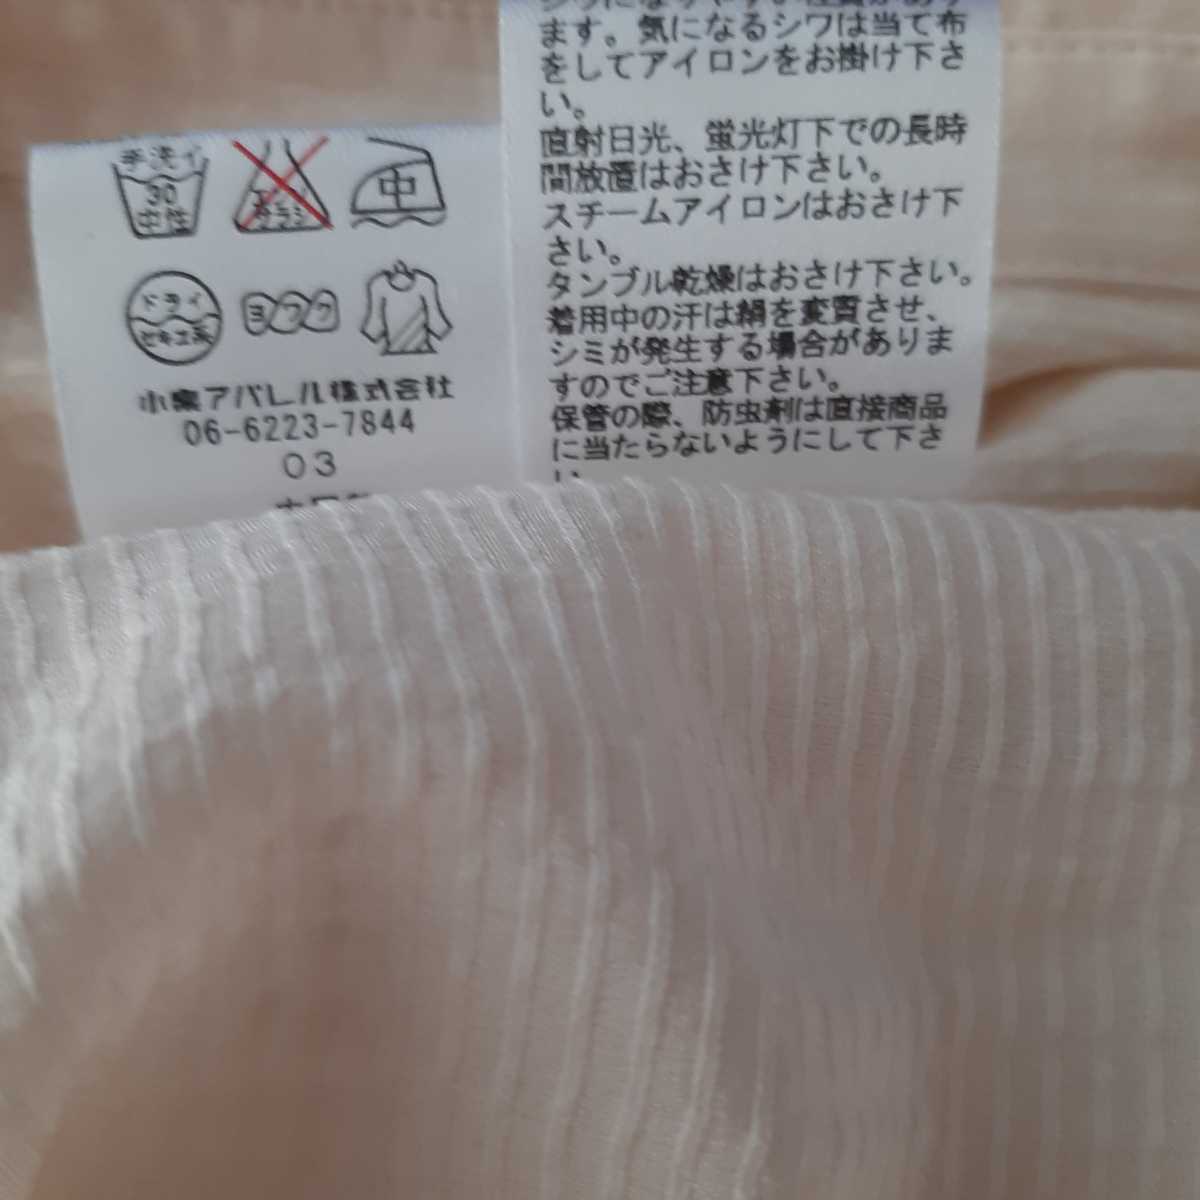 手洗イ
30
中性
エンソ
サラシ
中
ドライ
セキユ系
ヨワク
小泉アパレル株式会社
06-6223-7844
03
ます。気になるシワは当て布
をしてアイロンをお掛け下さ
い。
直射日光、蛍光灯下での長時
間放置はおさけ下さい。
スチームアイロンはおさけ下
さい。
タンブル乾燥はおさけ下さい。
着用中の汗は絹を変質させ、
シミが発生する場合がありま
すのでご注意下さい。
保管の際、防虫剤は直接商品
に当たらないようにして下さ
い